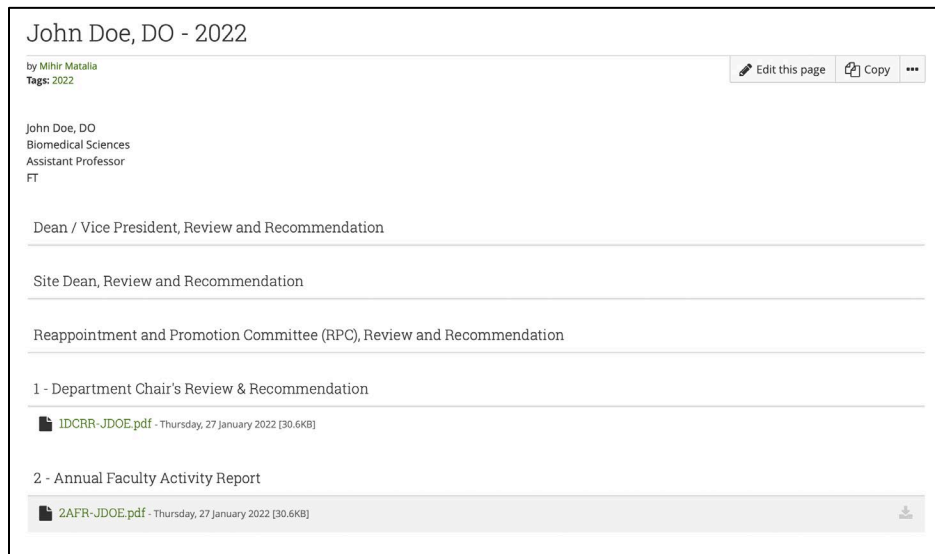 John Doe, DO - 2022
by Mihir Matalia
Tags: 2022
Edit this page Copy
John Doe, DO
Biomedical Sciences
Assistant Professor
FT
Dean / Vice President, Review and Recommendation
Site Dean, Review and Recommendation
Reappointment and Promotion Committee (RPC), Review and Recommendation
1 - Department Chair's Review & Recommendation
1DCRR-JDOE.pdf - Thursday, 27 January 2022 [30.6KB]
2 - Annual Faculty Activity Report
2AFR-JDOE.pdf - Thursday, 27 January 2022 [30.6KB]